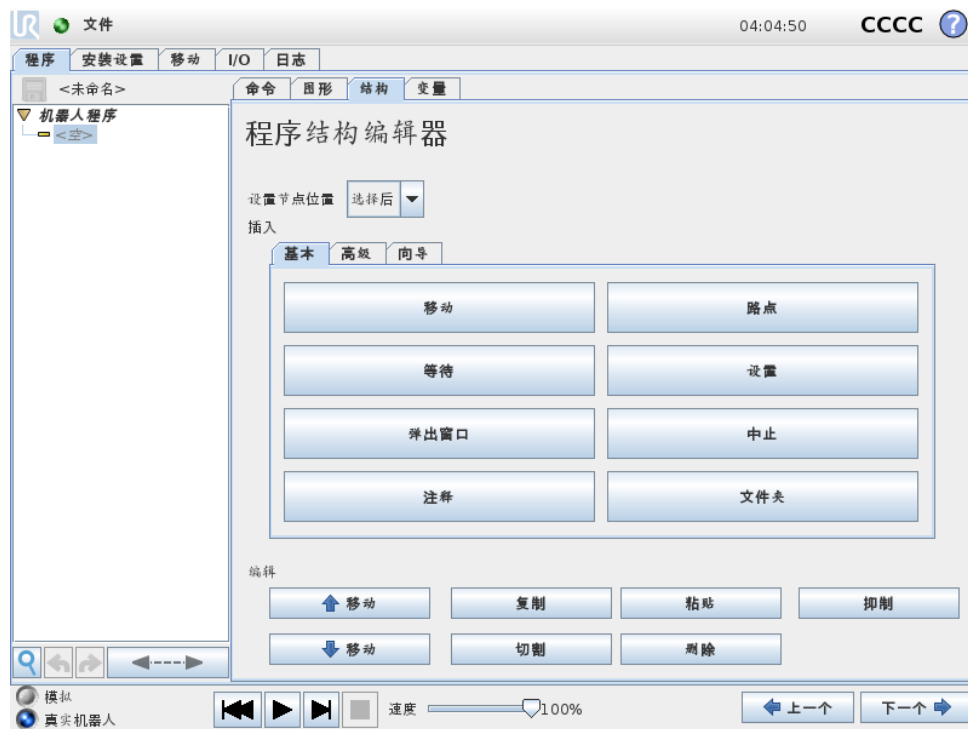 UR 文件 04:04:50 CCCC ?
程序 安装设置 移动 I/O 日志
<未命名> 命令 图形 结构 变量
机器人程序
<空>
程序结构编辑器
设置节点位置 选择后
插入
基本 高级 向导
移动 路点
等待 设置
弹出窗口 中止
注释 文件夹
编辑
移动 复制 粘贴 抑制
移动 切割 删除
模拟
真实机器人
速度 100% 上一个 下一个